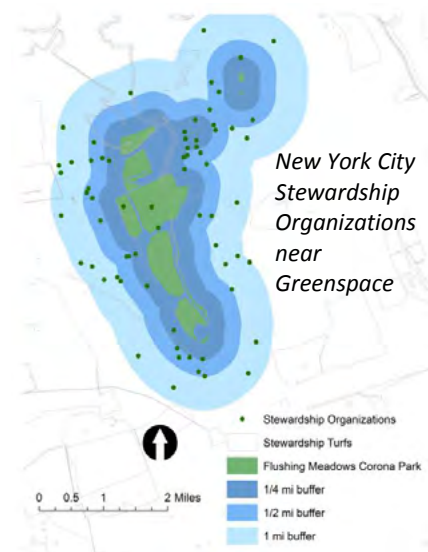 New York City
Stewardship
Organizations
near
Greenspace
Stewardship Organizations
Stewardship Turfs
Flushing Meadows Corona Park
1/4 mi buffer
1/2 mi buffer
1 mi buffer
0 0.5 1 2 Miles